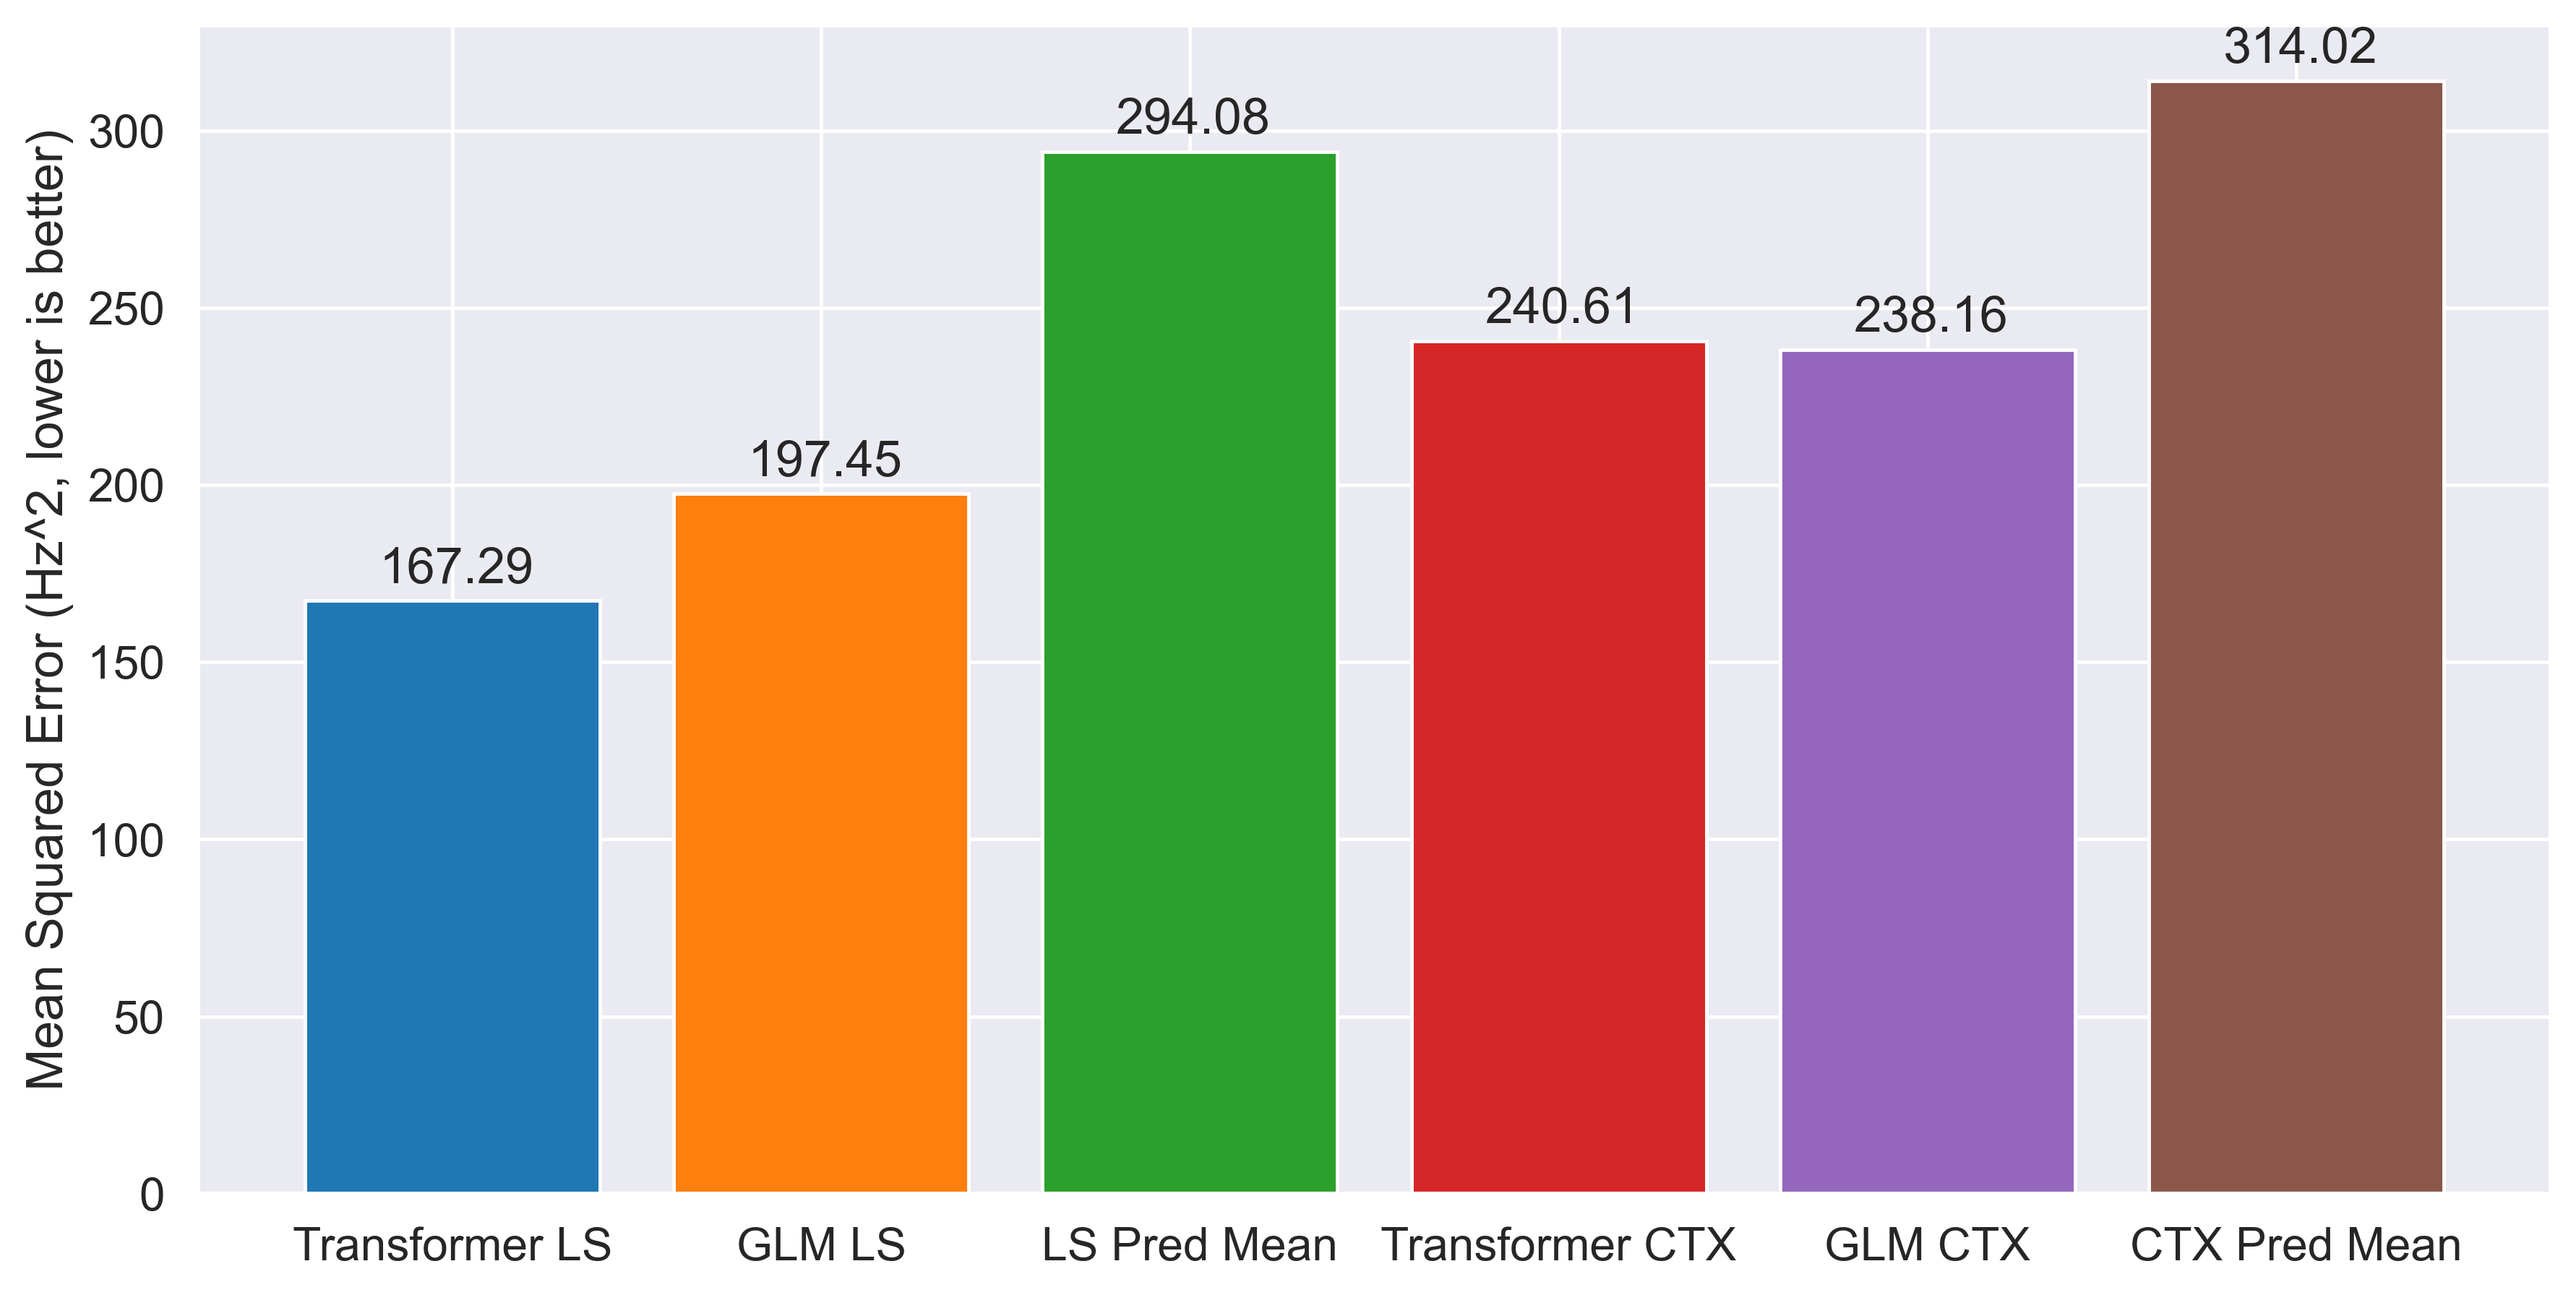 Mean Squared Error (Hz^2, lower is better)
300
250
200
150
100
50
0
167.29
197.45
294.08
240.61
238.16
314.02
Transformer LS
GLM LS
LS Pred Mean
Transformer CTX
GLM CTX
CTX Pred Mean